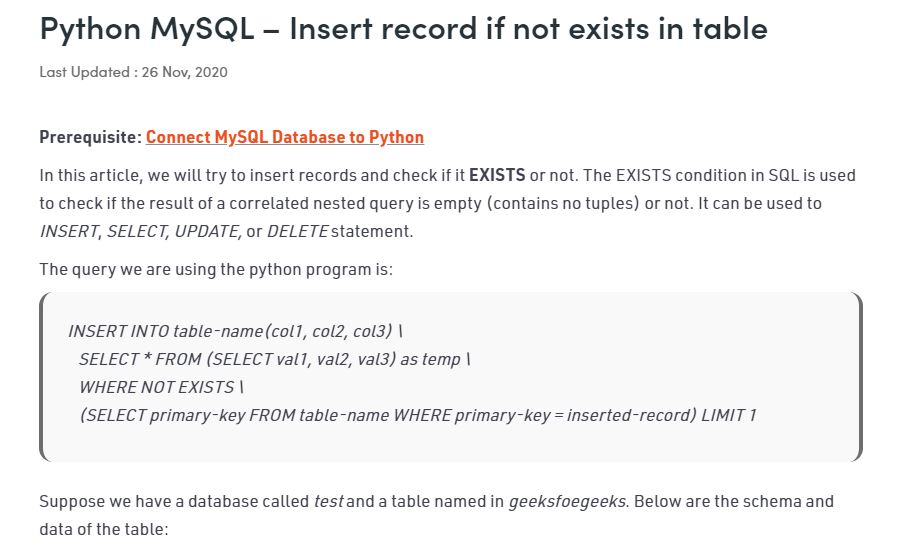 Python MySQL – Insert record if not exists in table
Last Updated : 26 Nov, 2020
Prerequisite: Connect MySQL Database to Python
In this article, we will try to insert records and check if it EXISTS or not. The EXISTS condition in SQL is used
to check if the result of a correlated nested query is empty (contains no tuples) or not. It can be used to
INSERT, SELECT, UPDATE, or DELETE statement.
The query we are using the python program is:
INSERT INTO table-name(col1, col2, col3) \
SELECT * FROM (SELECT val1, val2, val3) as temp \
WHERE NOT EXISTS \
(SELECT primary-key FROM table-name WHERE primary-key = inserted-record) LIMIT 1
Suppose we have a database called test and a table named in geeksfoegeeks. Below are the schema and
data of the table: